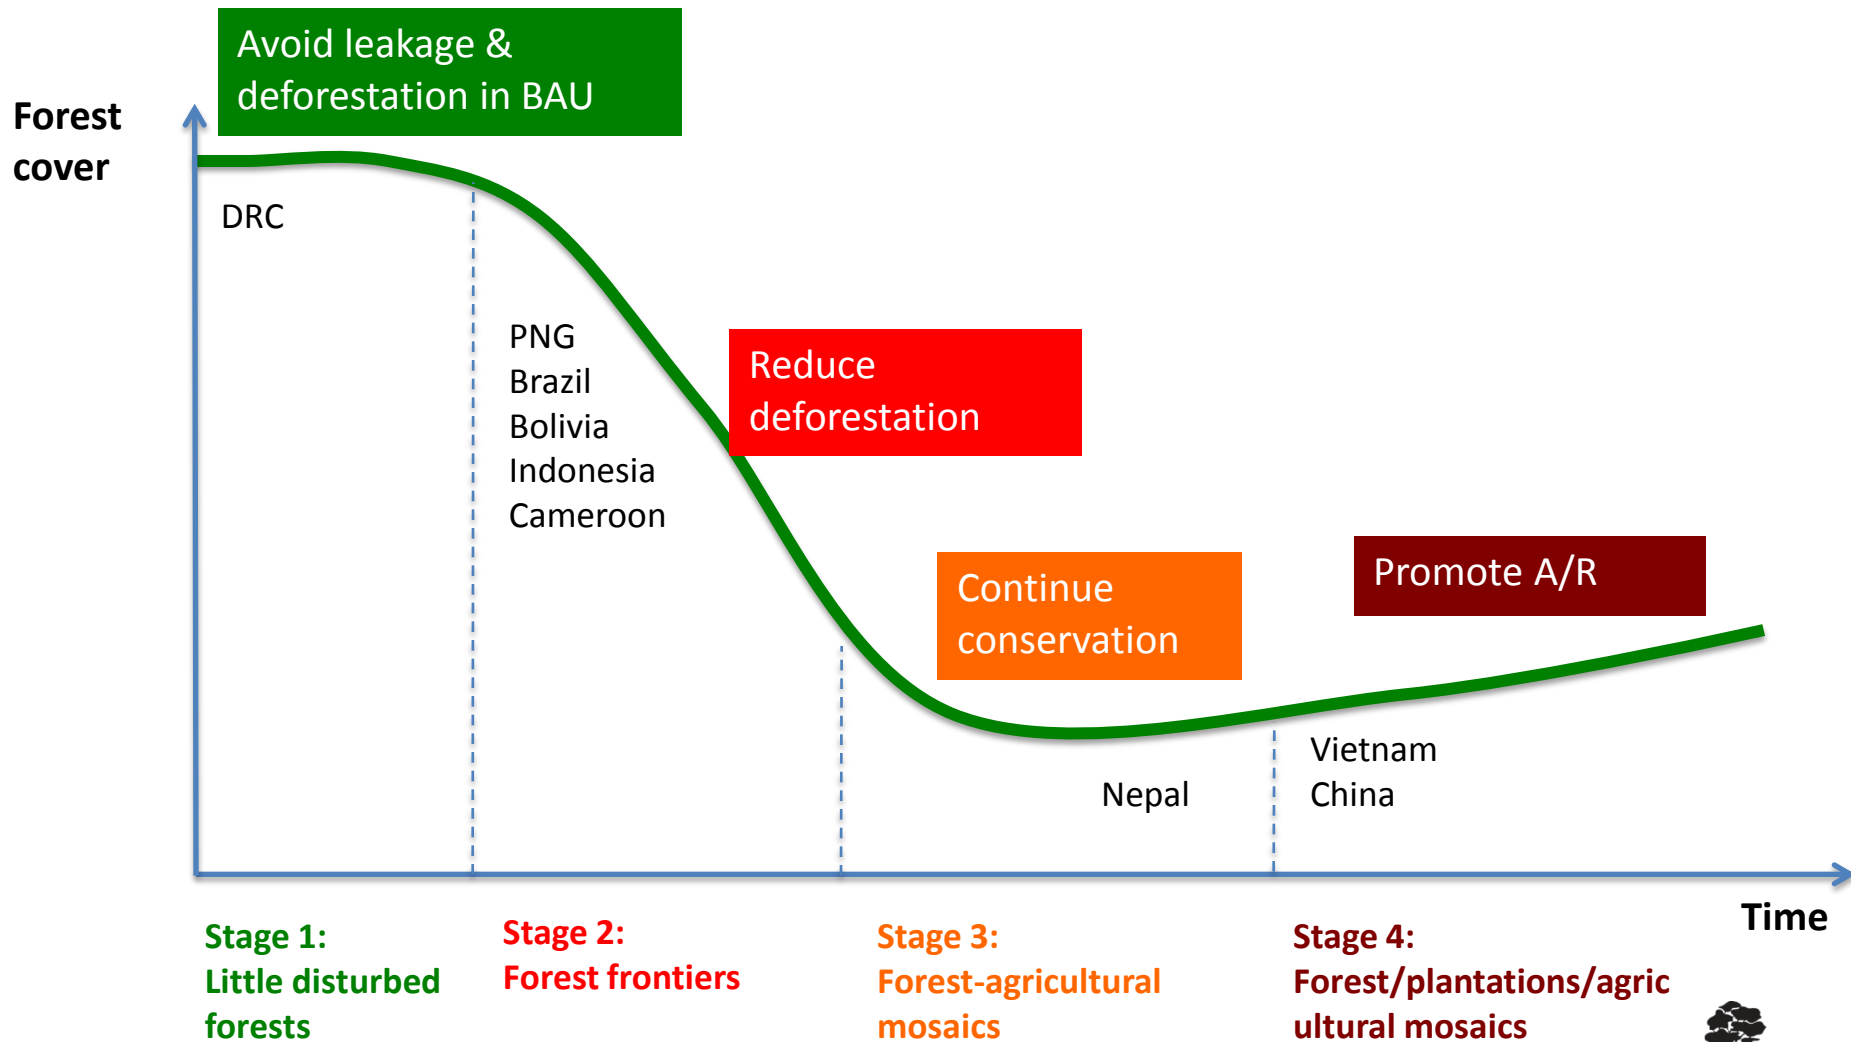 Avoid leakage &
deforestation in BAU
Forest
cover
DRC
PNG
Brazil
Bolivia
Indonesia
Cameroon
Reduce
deforestation
Continue
conservation
Promote A/R
Nepal
Vietnam
China
Time
Stage 1:
Little disturbed
forests
Stage 2:
Forest frontiers
Stage 3:
Forest-agricultural
mosaics
Stage 4:
Forest/plantations/agric
ultural mosaics